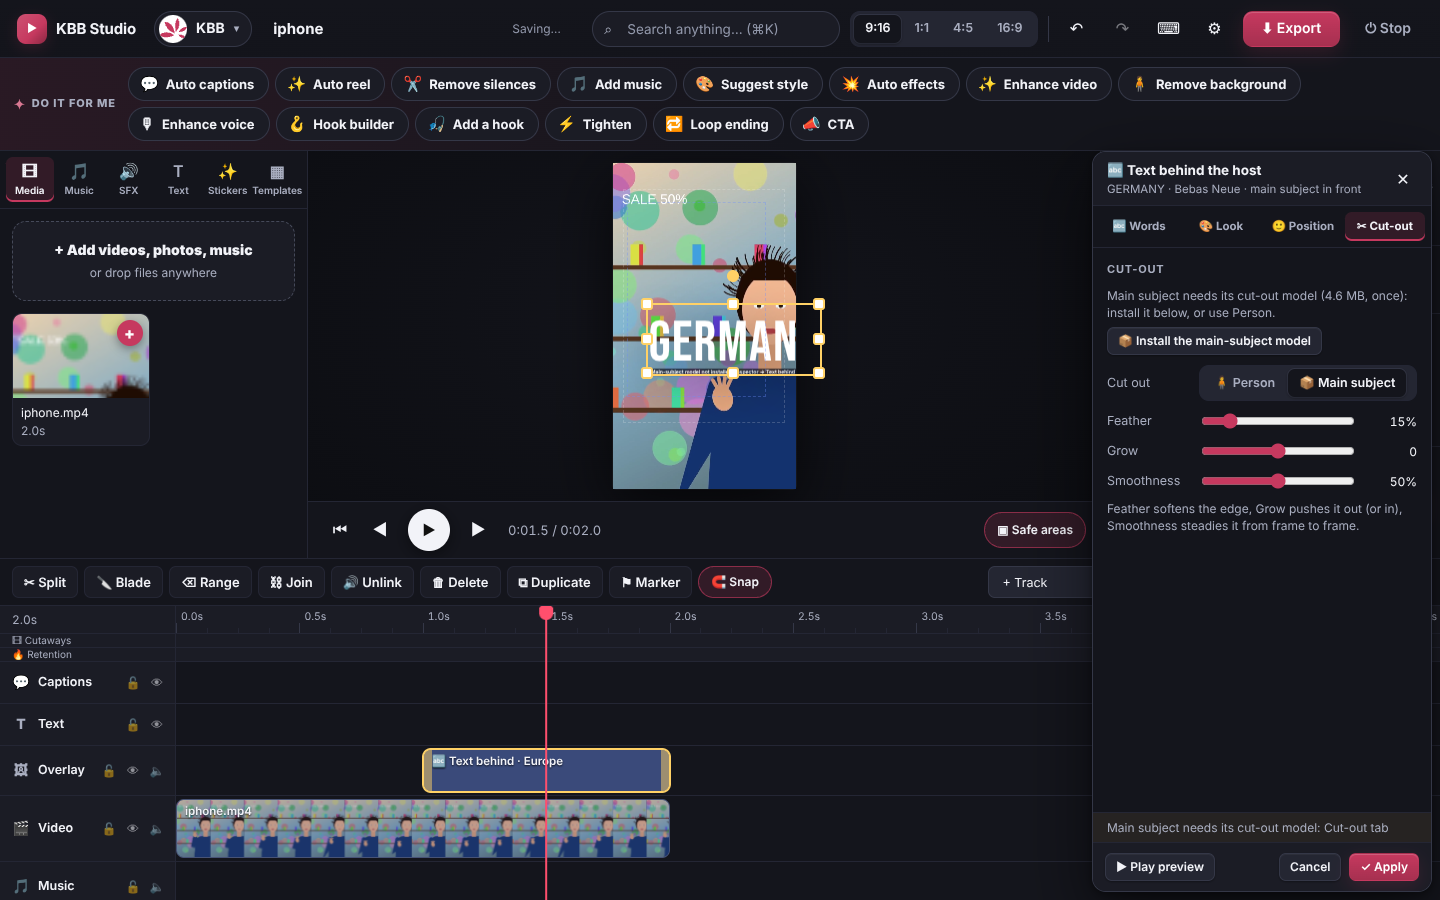 KBB Studio
KBB
iphone
Saving...
Search anything... (⌘K)
9:16
1:1
4:5
16:9
Export
Stop
DO IT FOR ME
Auto captions
Auto reel
Remove silences
Add music
Suggest style
Auto effects
Enhance video
Remove background
Enhance voice
Hook builder
Add a hook
Tighten
Loop ending
CTA
Media
Music
SFX
Text
Stickers
Templates
+ Add videos, photos, music
or drop files anywhere
SALE 50%
iphone.mp4
2.0s
SALE 50%
GERMAN
0:01.5 / 0:02.0
Safe areas
Text behind the host
GERMANY · Bebas Neue · main subject in front
Words
Look
Position
Cut-out
CUT-OUT
Main subject needs its cut-out model (4.6 MB, once):
install it below, or use Person.
Install the main-subject model
Cut out
Person
Main subject
Feather
15%
Grow
0
Smoothness
50%
Feather softens the edge, Grow pushes it out (or in),
Smoothness steadies it from frame to frame.
Main subject needs its cut-out model: Cut-out tab
Play preview
Cancel
Apply
Split
Blade
Range
Join
Unlink
Delete
Duplicate
Marker
Snap
+ Track
2.0s
0.0s
0.5s
1.0s
1.5s
2.0s
2.5s
3.0s
3.5s
Cutaways
Retention
Captions
Text
Overlay
Text behind · Europe
Video
iphone.mp4
Music